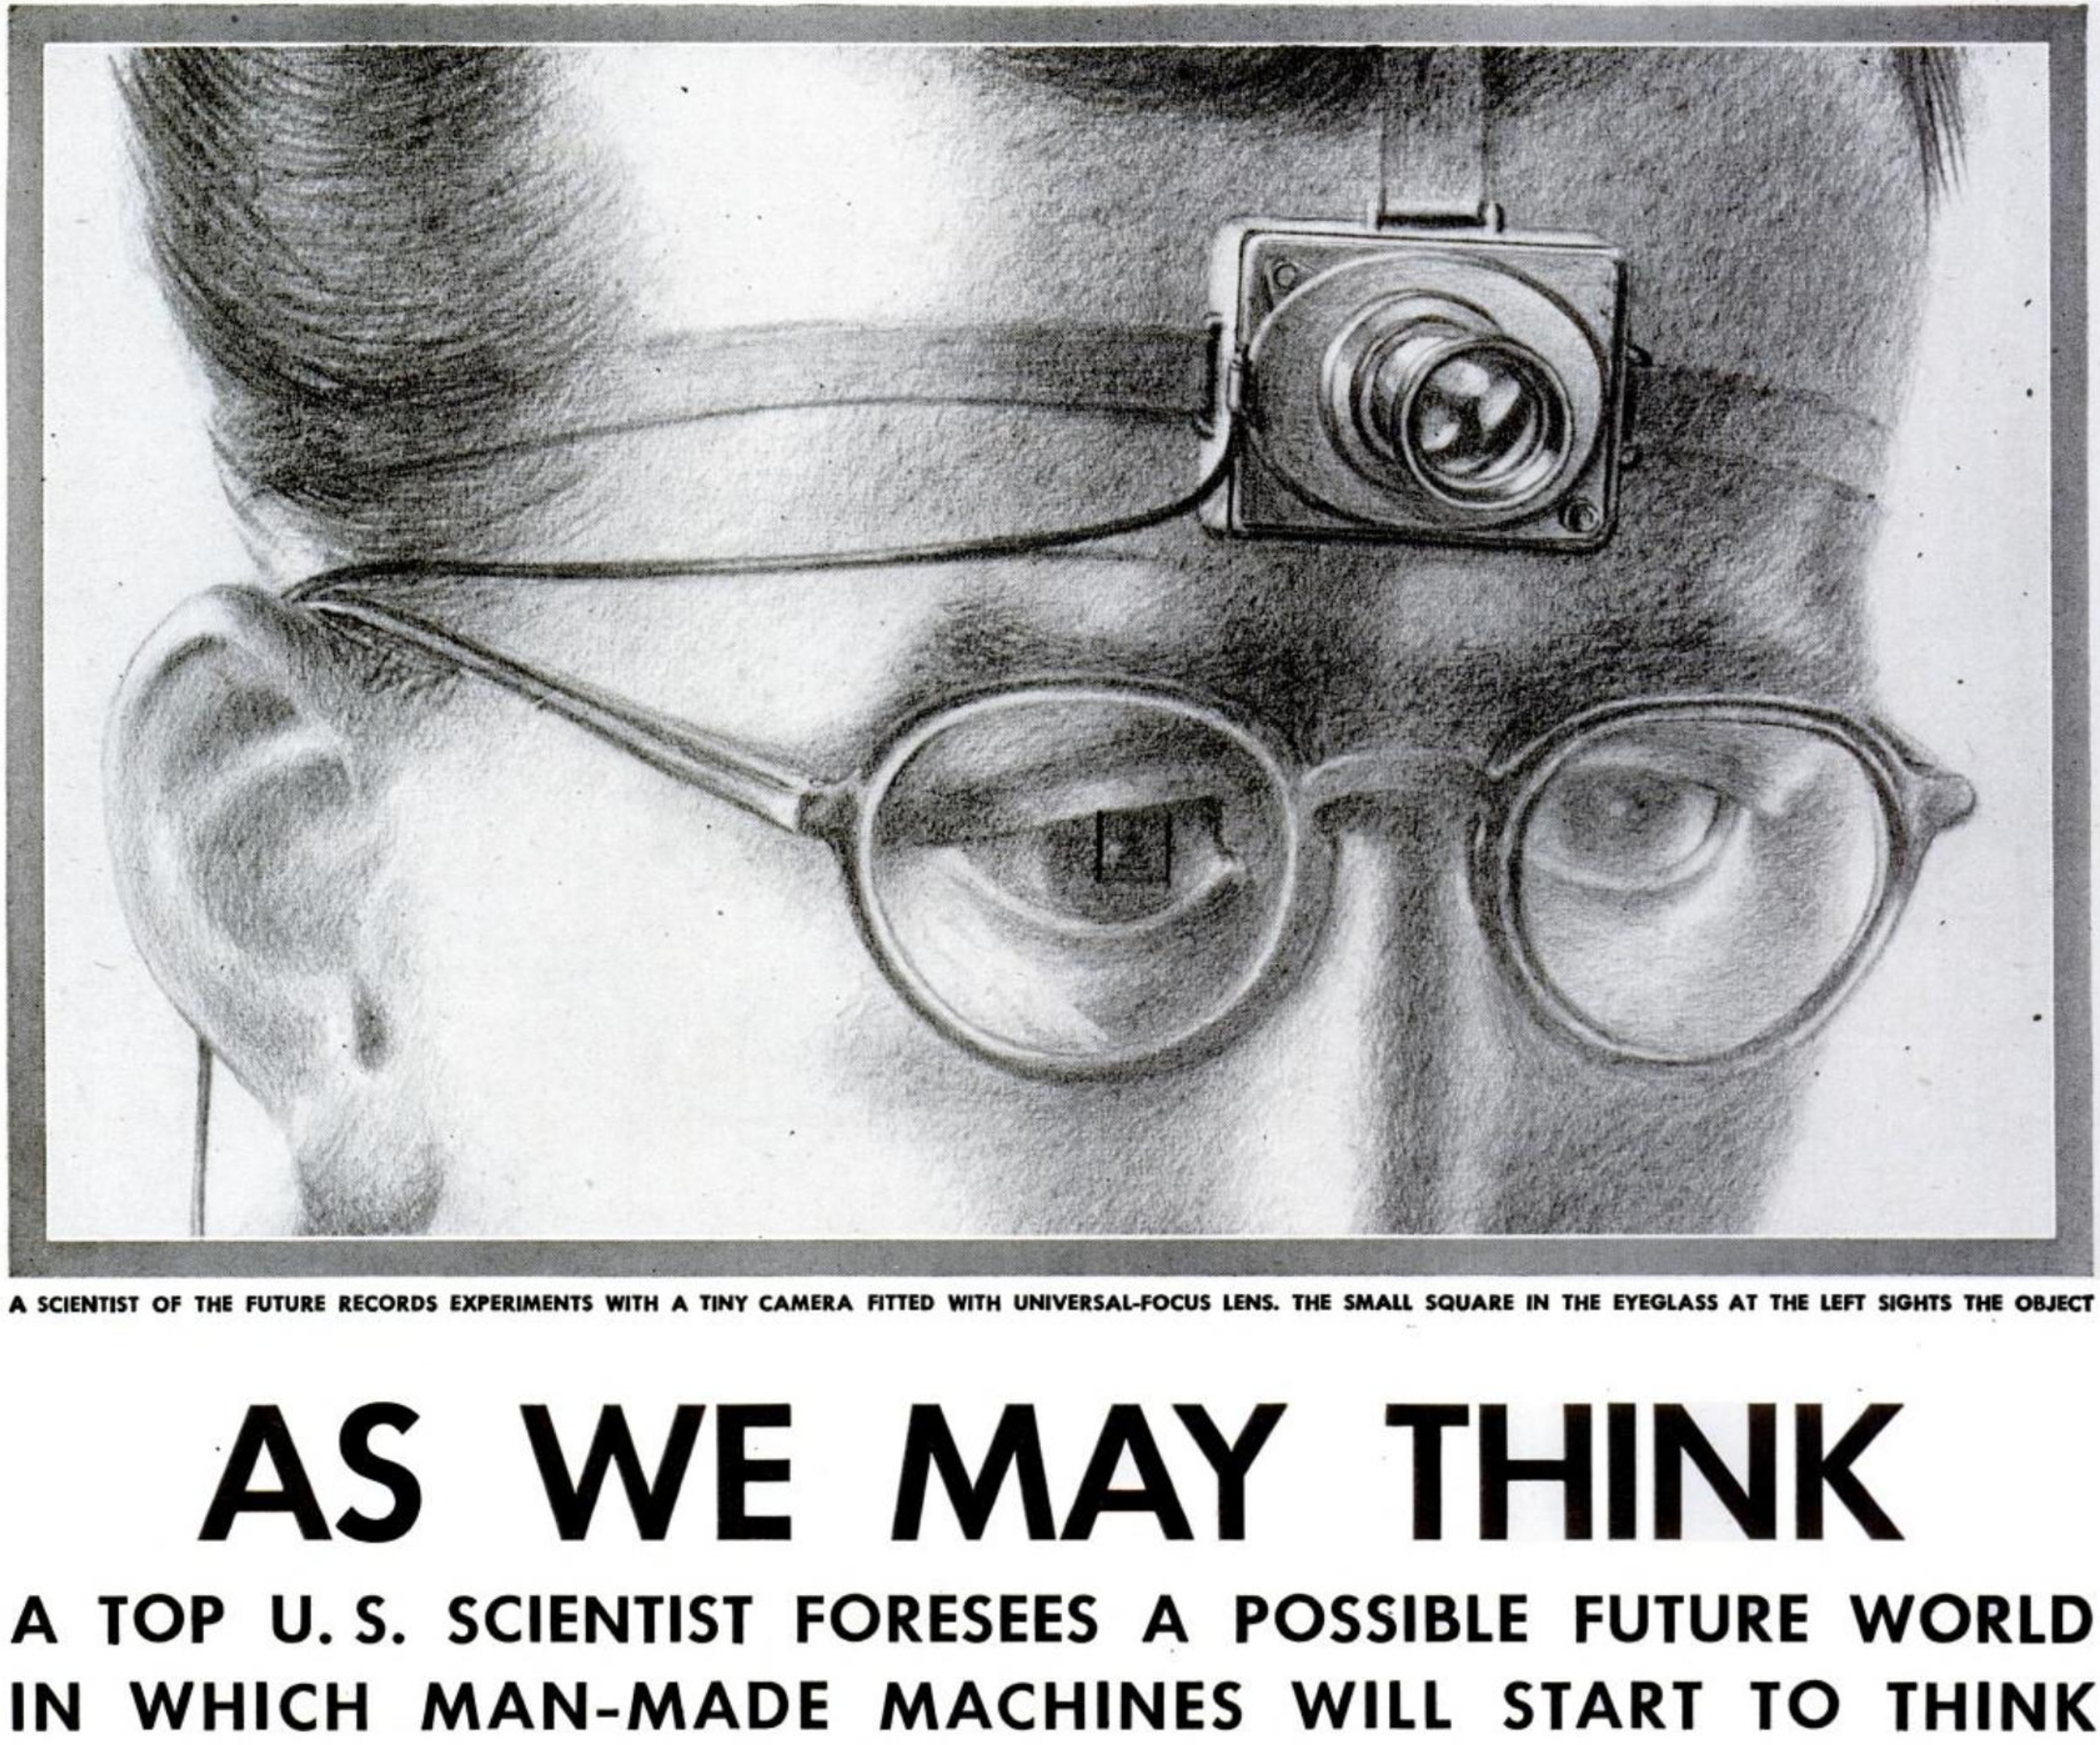 A SCIENTIST OF THE FUTURE RECORDS EXPERIMENTS WITH A TINY CAMERA FITTED WITH UNIVERSAL-FOCUS LENS. THE SMALL SQUARE IN THE EYEGLASS AT THE LEFT SIGHTS THE OBJECT
AS WE MAY THINK
A TOP U. S. SCIENTIST FORESEES A POSSIBLE FUTURE WORLD
IN WHICH MAN-MADE MACHINES WILL START TO THINK